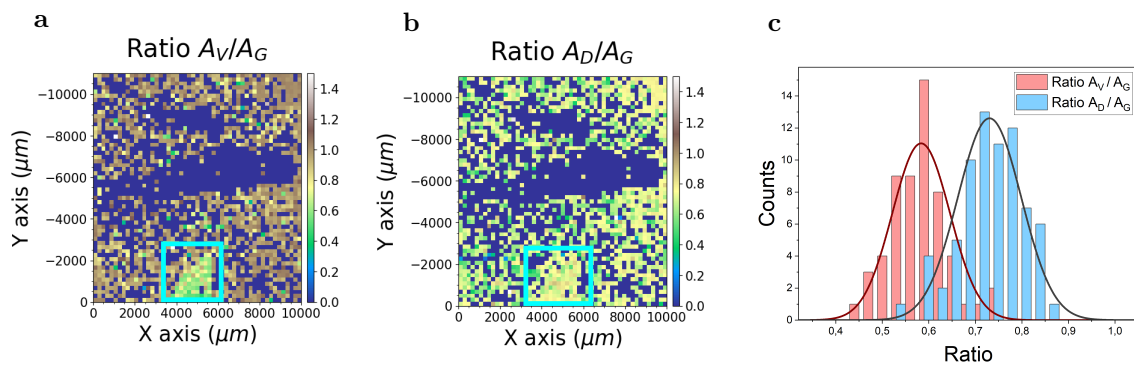 a
Ratio A_V/A_G
−10000
−8000
−6000
−4000
−2000
0
Y axis (μm)
0 2000 4000 6000 8000 10000
X axis (μm)
1.4
1.2
1.0
0.8
0.6
0.4
0.2
0.0
b
Ratio A_D/A_G
−10000
−8000
−6000
−4000
−2000
0
Y axis (μm)
0 2000 4000 6000 8000 10000
X axis (μm)
1.4
1.2
1.0
0.8
0.6
0.4
0.2
0.0
c
Ratio A_V / A_G
Ratio A_D / A_G
14
12
10
8
6
4
2
0
Counts
0,4 0,5 0,6 0,7 0,8 0,9 1,0
Ratio